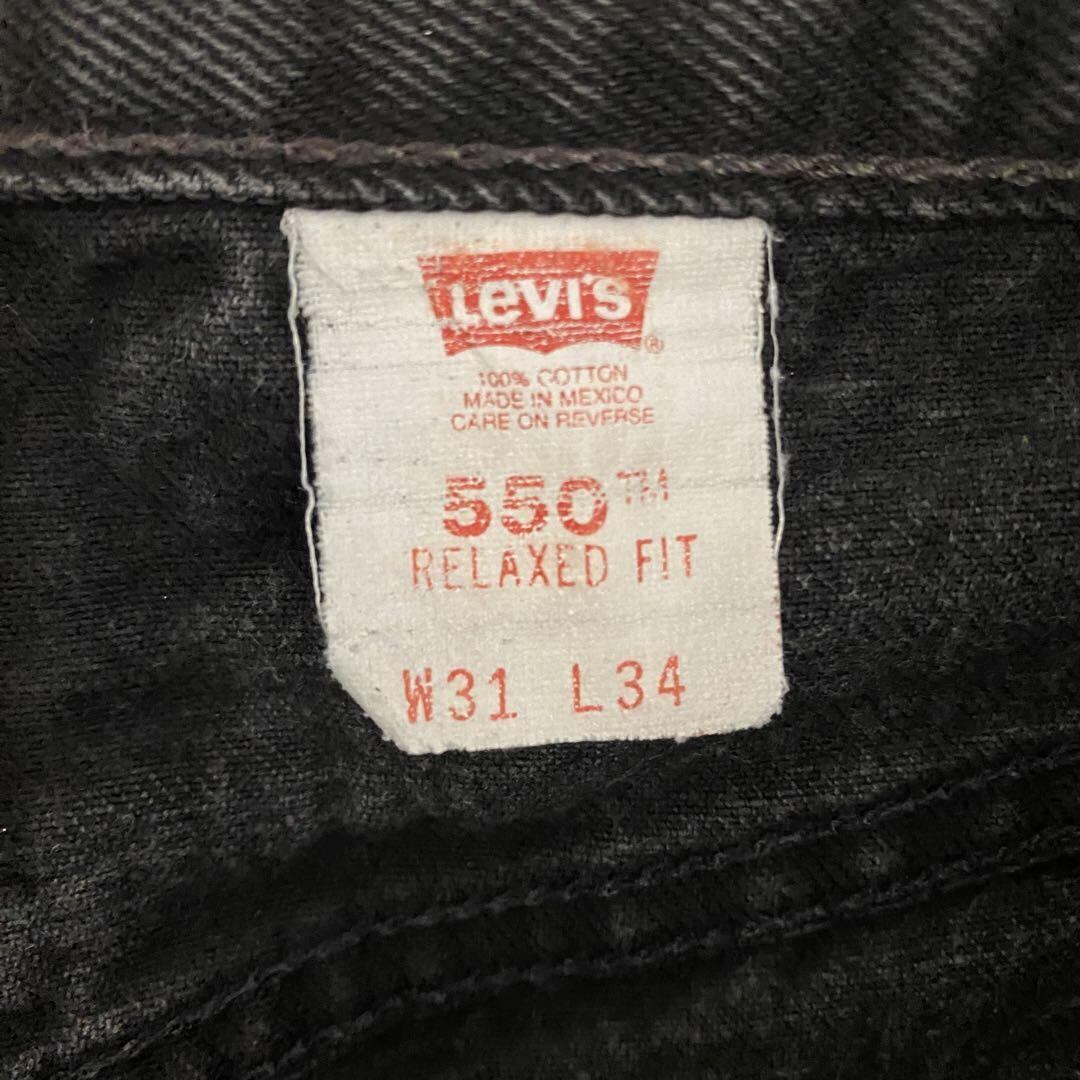 Levi's ®
100% COTTON
MADE IN MEXICO
CARE ON REVERSE
550™
RELAXED FIT
W31 L34